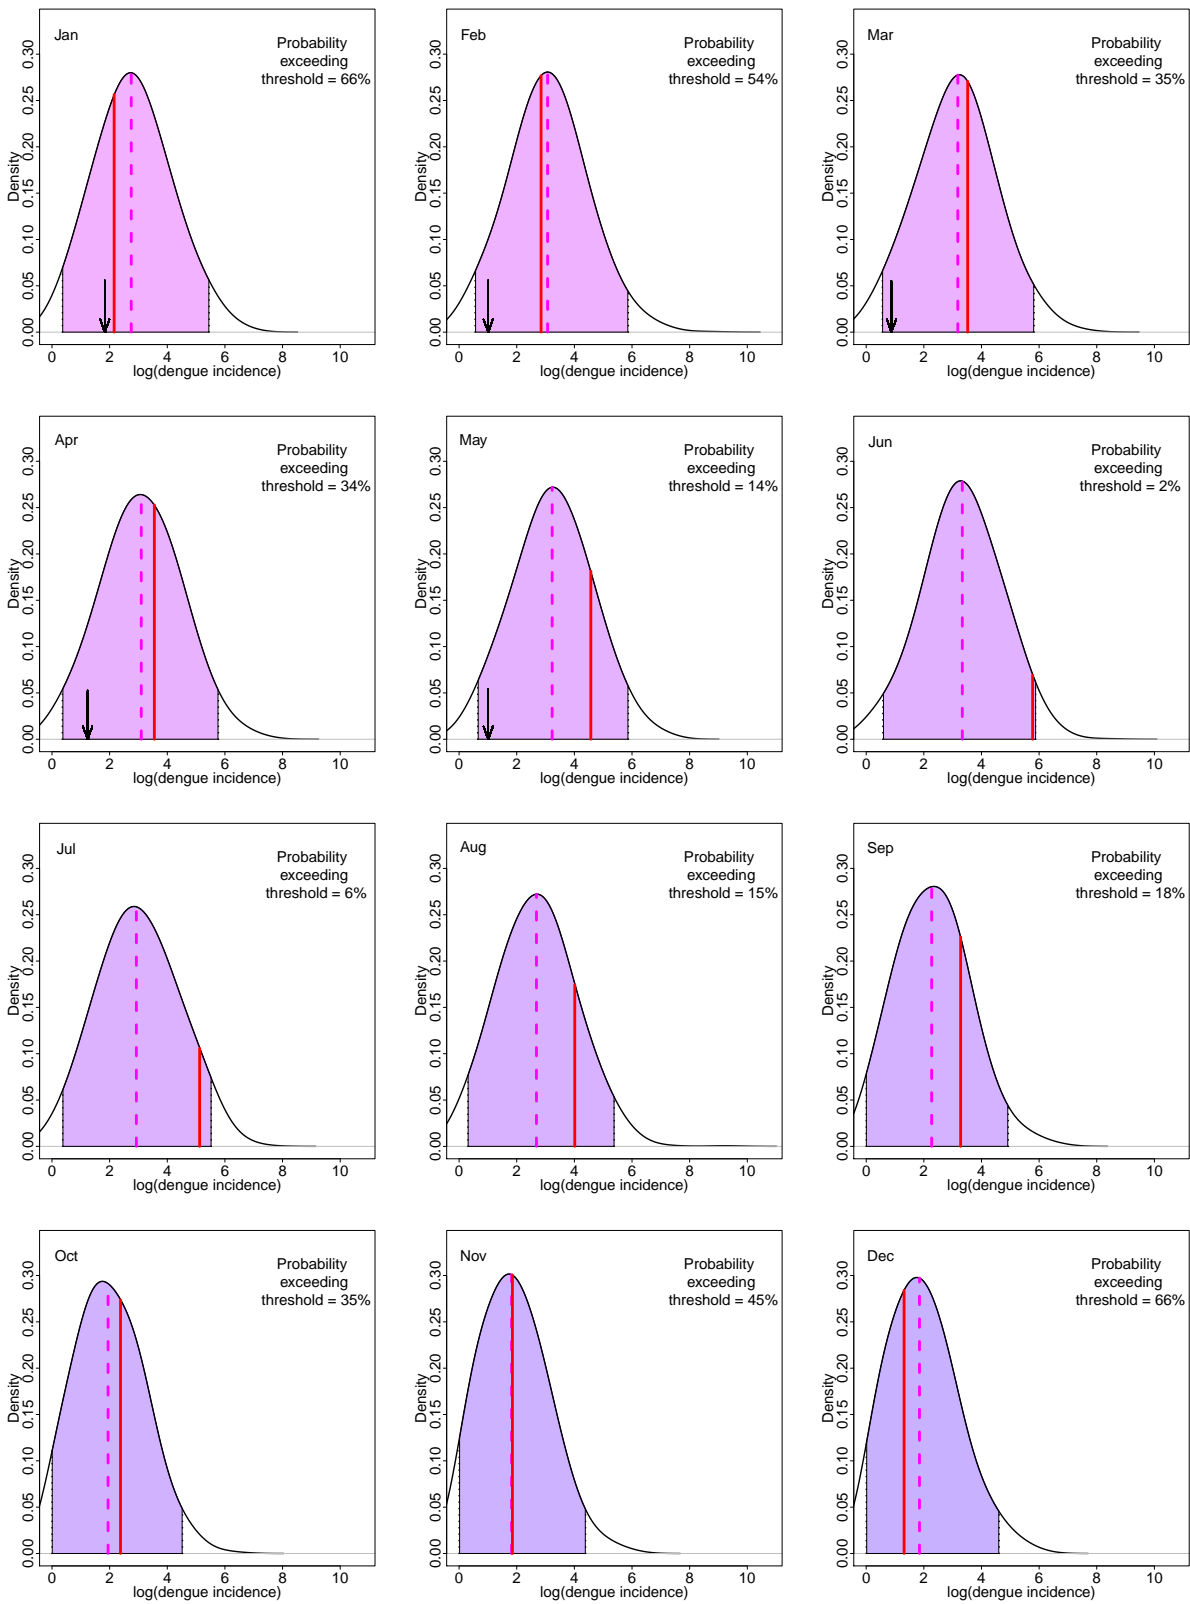 Jan
Probability
exceeding
threshold = 66%
Density
0.00 0.05 0.10 0.15 0.20 0.25 0.30
0 2 4 6 8 10
log(dengue incidence)
Feb
Probability
exceeding
threshold = 54%
Density
0.00 0.05 0.10 0.15 0.20 0.25 0.30
0 2 4 6 8 10
log(dengue incidence)
Mar
Probability
exceeding
threshold = 35%
Density
0.00 0.05 0.10 0.15 0.20 0.25 0.30
0 2 4 6 8 10
log(dengue incidence)
Apr
Probability
exceeding
threshold = 34%
Density
0.00 0.05 0.10 0.15 0.20 0.25 0.30
0 2 4 6 8 10
log(dengue incidence)
May
Probability
exceeding
threshold = 14%
Density
0.00 0.05 0.10 0.15 0.20 0.25 0.30
0 2 4 6 8 10
log(dengue incidence)
Jun
Probability
exceeding
threshold = 2%
Density
0.00 0.05 0.10 0.15 0.20 0.25 0.30
0 2 4 6 8 10
log(dengue incidence)
Jul
Probability
exceeding
threshold = 6%
Density
0.00 0.05 0.10 0.15 0.20 0.25 0.30
0 2 4 6 8 10
log(dengue incidence)
Aug
Probability
exceeding
threshold = 15%
Density
0.00 0.05 0.10 0.15 0.20 0.25 0.30
0 2 4 6 8 10
log(dengue incidence)
Sep
Probability
exceeding
threshold = 18%
Density
0.00 0.05 0.10 0.15 0.20 0.25 0.30
0 2 4 6 8 10
log(dengue incidence)
Oct
Probability
exceeding
threshold = 35%
Density
0.00 0.05 0.10 0.15 0.20 0.25 0.30
0 2 4 6 8 10
log(dengue incidence)
Nov
Probability
exceeding
threshold = 45%
Density
0.00 0.05 0.10 0.15 0.20 0.25 0.30
0 2 4 6 8 10
log(dengue incidence)
Dec
Probability
exceeding
threshold = 66%
Density
0.00 0.05 0.10 0.15 0.20 0.25 0.30
0 2 4 6 8 10
log(dengue incidence)